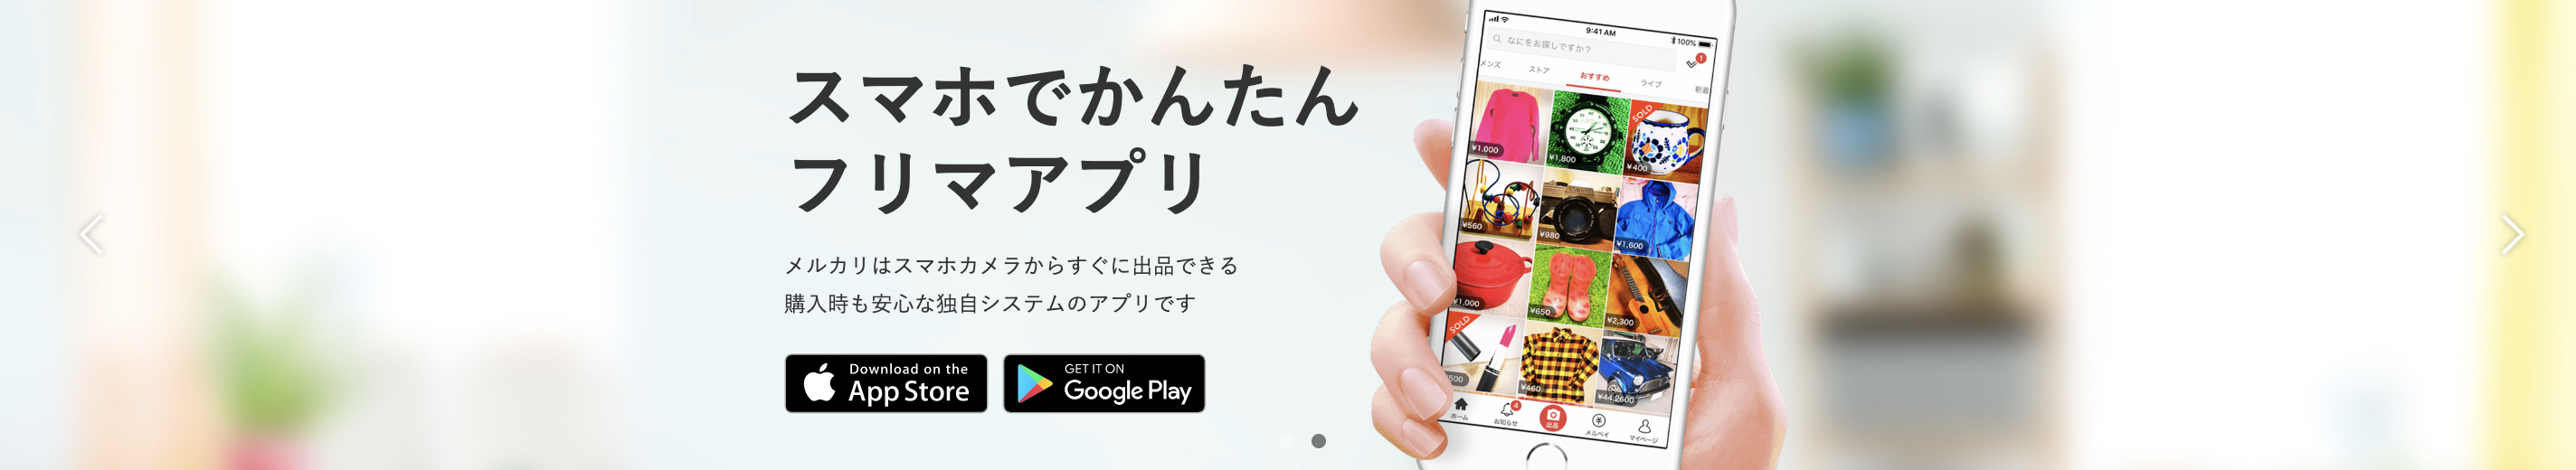 スマホでかんたん
フリマアプリ
メルカリはスマホカメラからすぐに出品できる
購入時も安心な独自システムのアプリです
Download on the
App Store
GET IT ON
Google Play
9:41 AM
100%
なにをお探しですか？
1
メンズ ストア おすすめ ライブ 新着
SOLD
¥1,000 ¥1,800 ¥400
¥560 ¥980 ¥1,600
¥1,000 ¥650 ¥2,300
SOLD
500 ¥460
4
ホーム お知らせ 出品 メルペイ マイページ